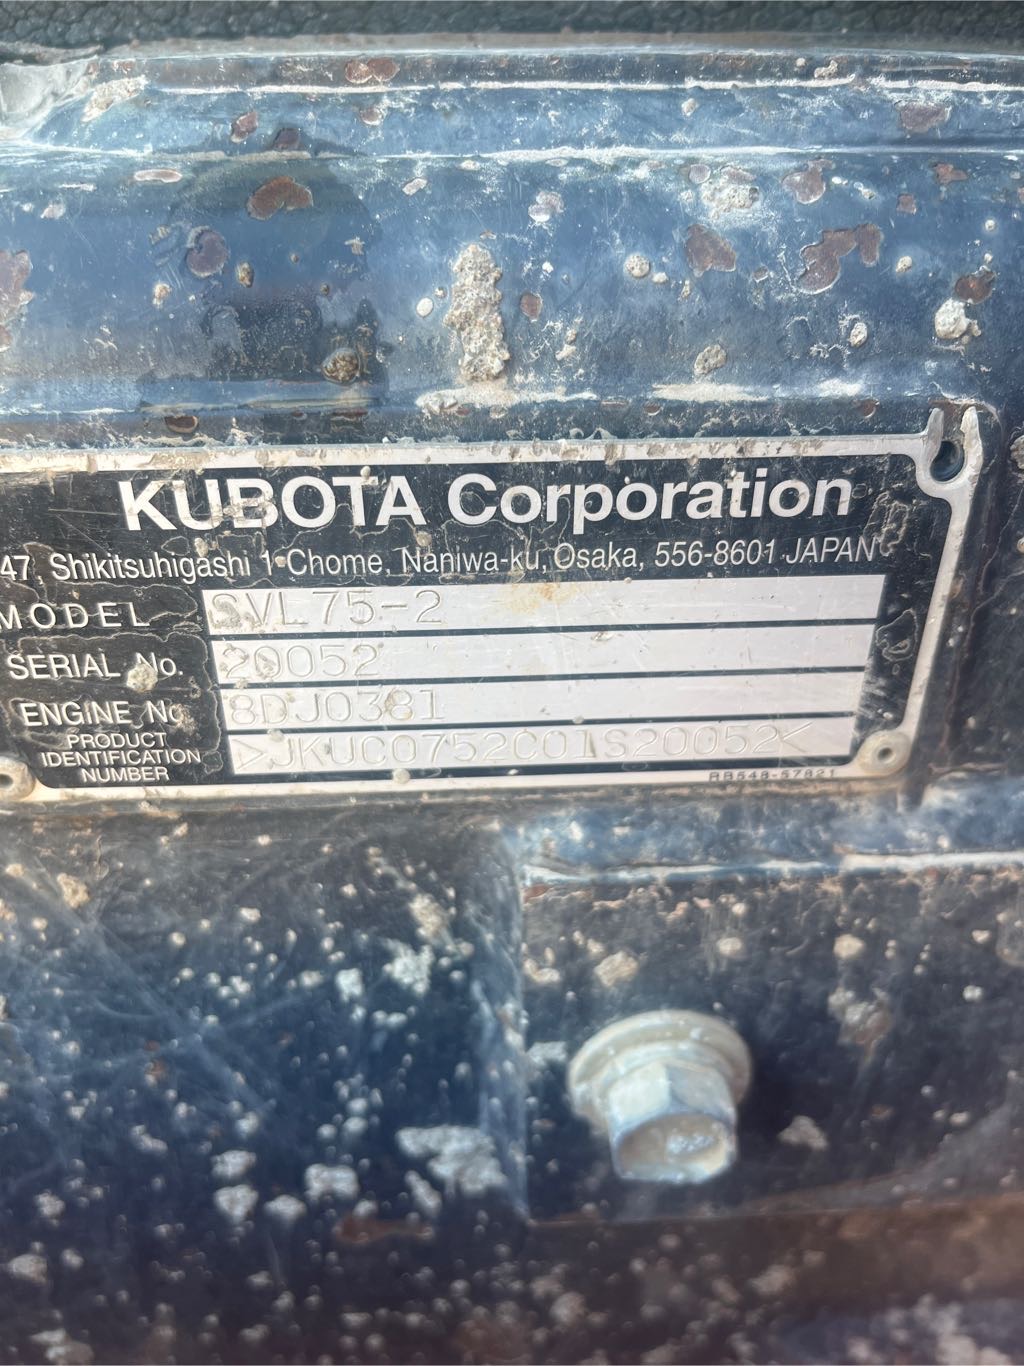 KUBOTA Corporation
47, Shikitsuhigashi 1-Chome, Naniwa-ku, Osaka, 556-8601 JAPAN
MODEL SVL75-2
SERIAL No. 20052
ENGINE No 8DJ0381
PRODUCT
IDENTIFICATION
NUMBER
>JKUC0752C01S20052<
RB548-57821